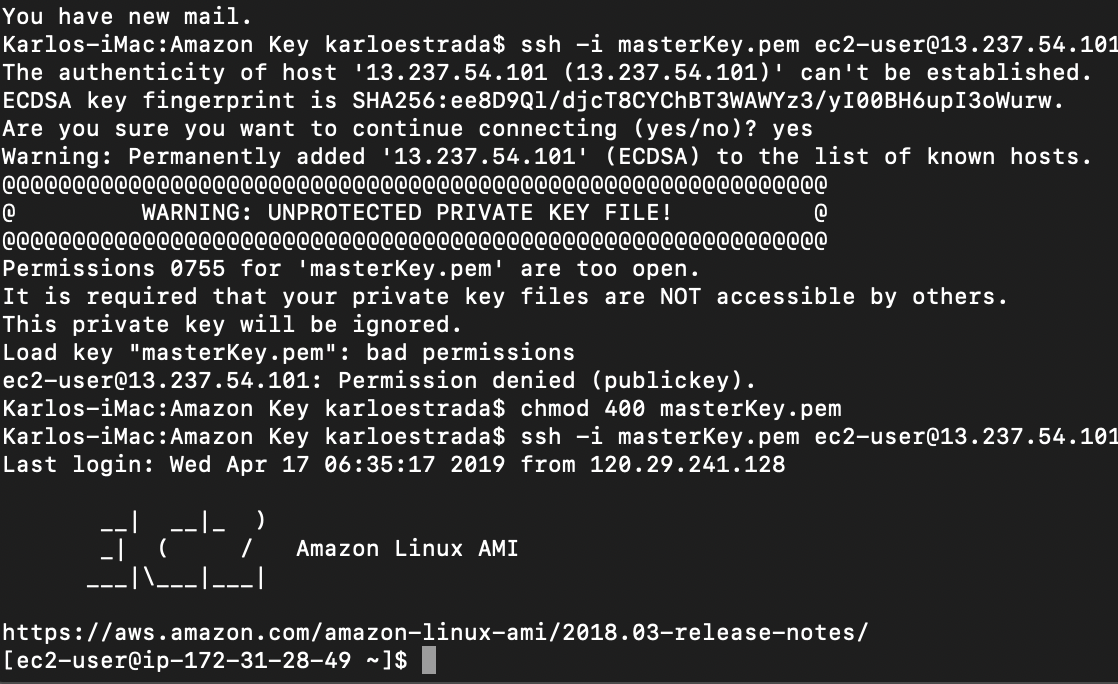 You have new mail.
Karlos-iMac:Amazon Key karloestrada$ ssh -i masterKey.pem ec2-user@13.237.54.101
The authenticity of host '13.237.54.101 (13.237.54.101)' can't be established.
ECDSA key fingerprint is SHA256:ee8D9Ql/djcT8CYChBT3WAWYz3/yI00BH6upI3oWurw.
Are you sure you want to continue connecting (yes/no)? yes
Warning: Permanently added '13.237.54.101' (ECDSA) to the list of known hosts.
@@@@@@@@@@@@@@@@@@@@@@@@@@@@@@@@@@@@@@@@@@@@@@@@@@@@@@@@@@@
@         WARNING: UNPROTECTED PRIVATE KEY FILE!          @
@@@@@@@@@@@@@@@@@@@@@@@@@@@@@@@@@@@@@@@@@@@@@@@@@@@@@@@@@@@
Permissions 0755 for 'masterKey.pem' are too open.
It is required that your private key files are NOT accessible by others.
This private key will be ignored.
Load key "masterKey.pem": bad permissions
ec2-user@13.237.54.101: Permission denied (publickey).
Karlos-iMac:Amazon Key karloestrada$ chmod 400 masterKey.pem
Karlos-iMac:Amazon Key karloestrada$ ssh -i masterKey.pem ec2-user@13.237.54.101
Last login: Wed Apr 17 06:35:17 2019 from 120.29.241.128

       __|  __|_  )
       _|  (     /   Amazon Linux AMI
      ___|\___|___|

https://aws.amazon.com/amazon-linux-ami/2018.03-release-notes/
[ec2-user@ip-172-31-28-49 ~]$